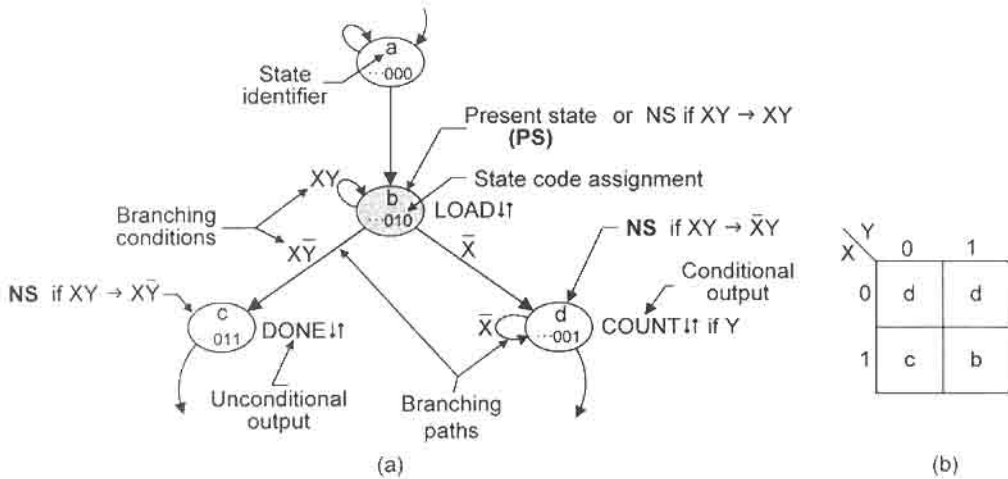 a
···000
State
identifier
Present state or NS if XY → XY
(PS)
XY
State code assignment
b
···010
LOAD↓↑
Branching
conditions
XȲ
X̄
NS if XY → X̄Y
Y
X
0 1
NS if XY → XȲ
Conditional
output
0
d d
c
···011
DONE↓↑
X̄
d
···001
COUNT↓↑ if Y
1
c b
Unconditional
output
Branching
paths
(a)
(b)